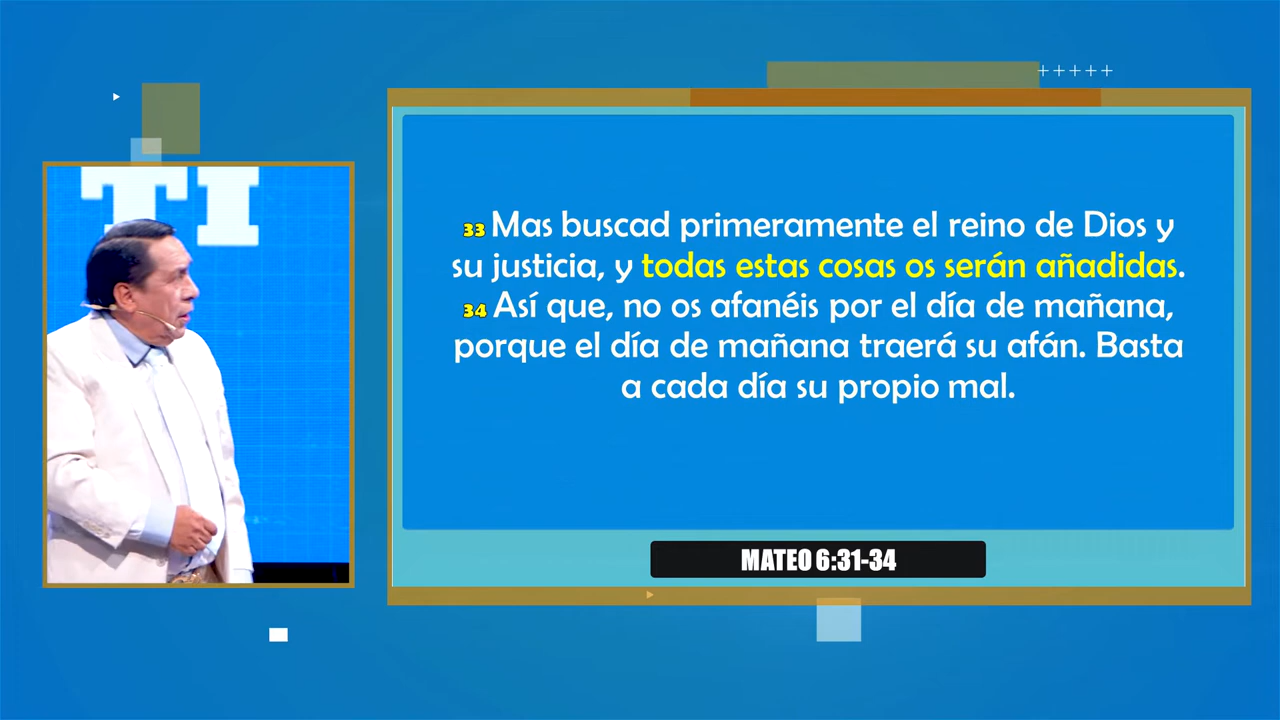 TI
33 Mas buscad primeramente el reino de Dios y
su justicia, y todas estas cosas os serán añadidas.
34 Así que, no os afanéis por el día de mañana,
porque el día de mañana traerá su afán. Basta
a cada día su propio mal.
MATEO 6:31-34